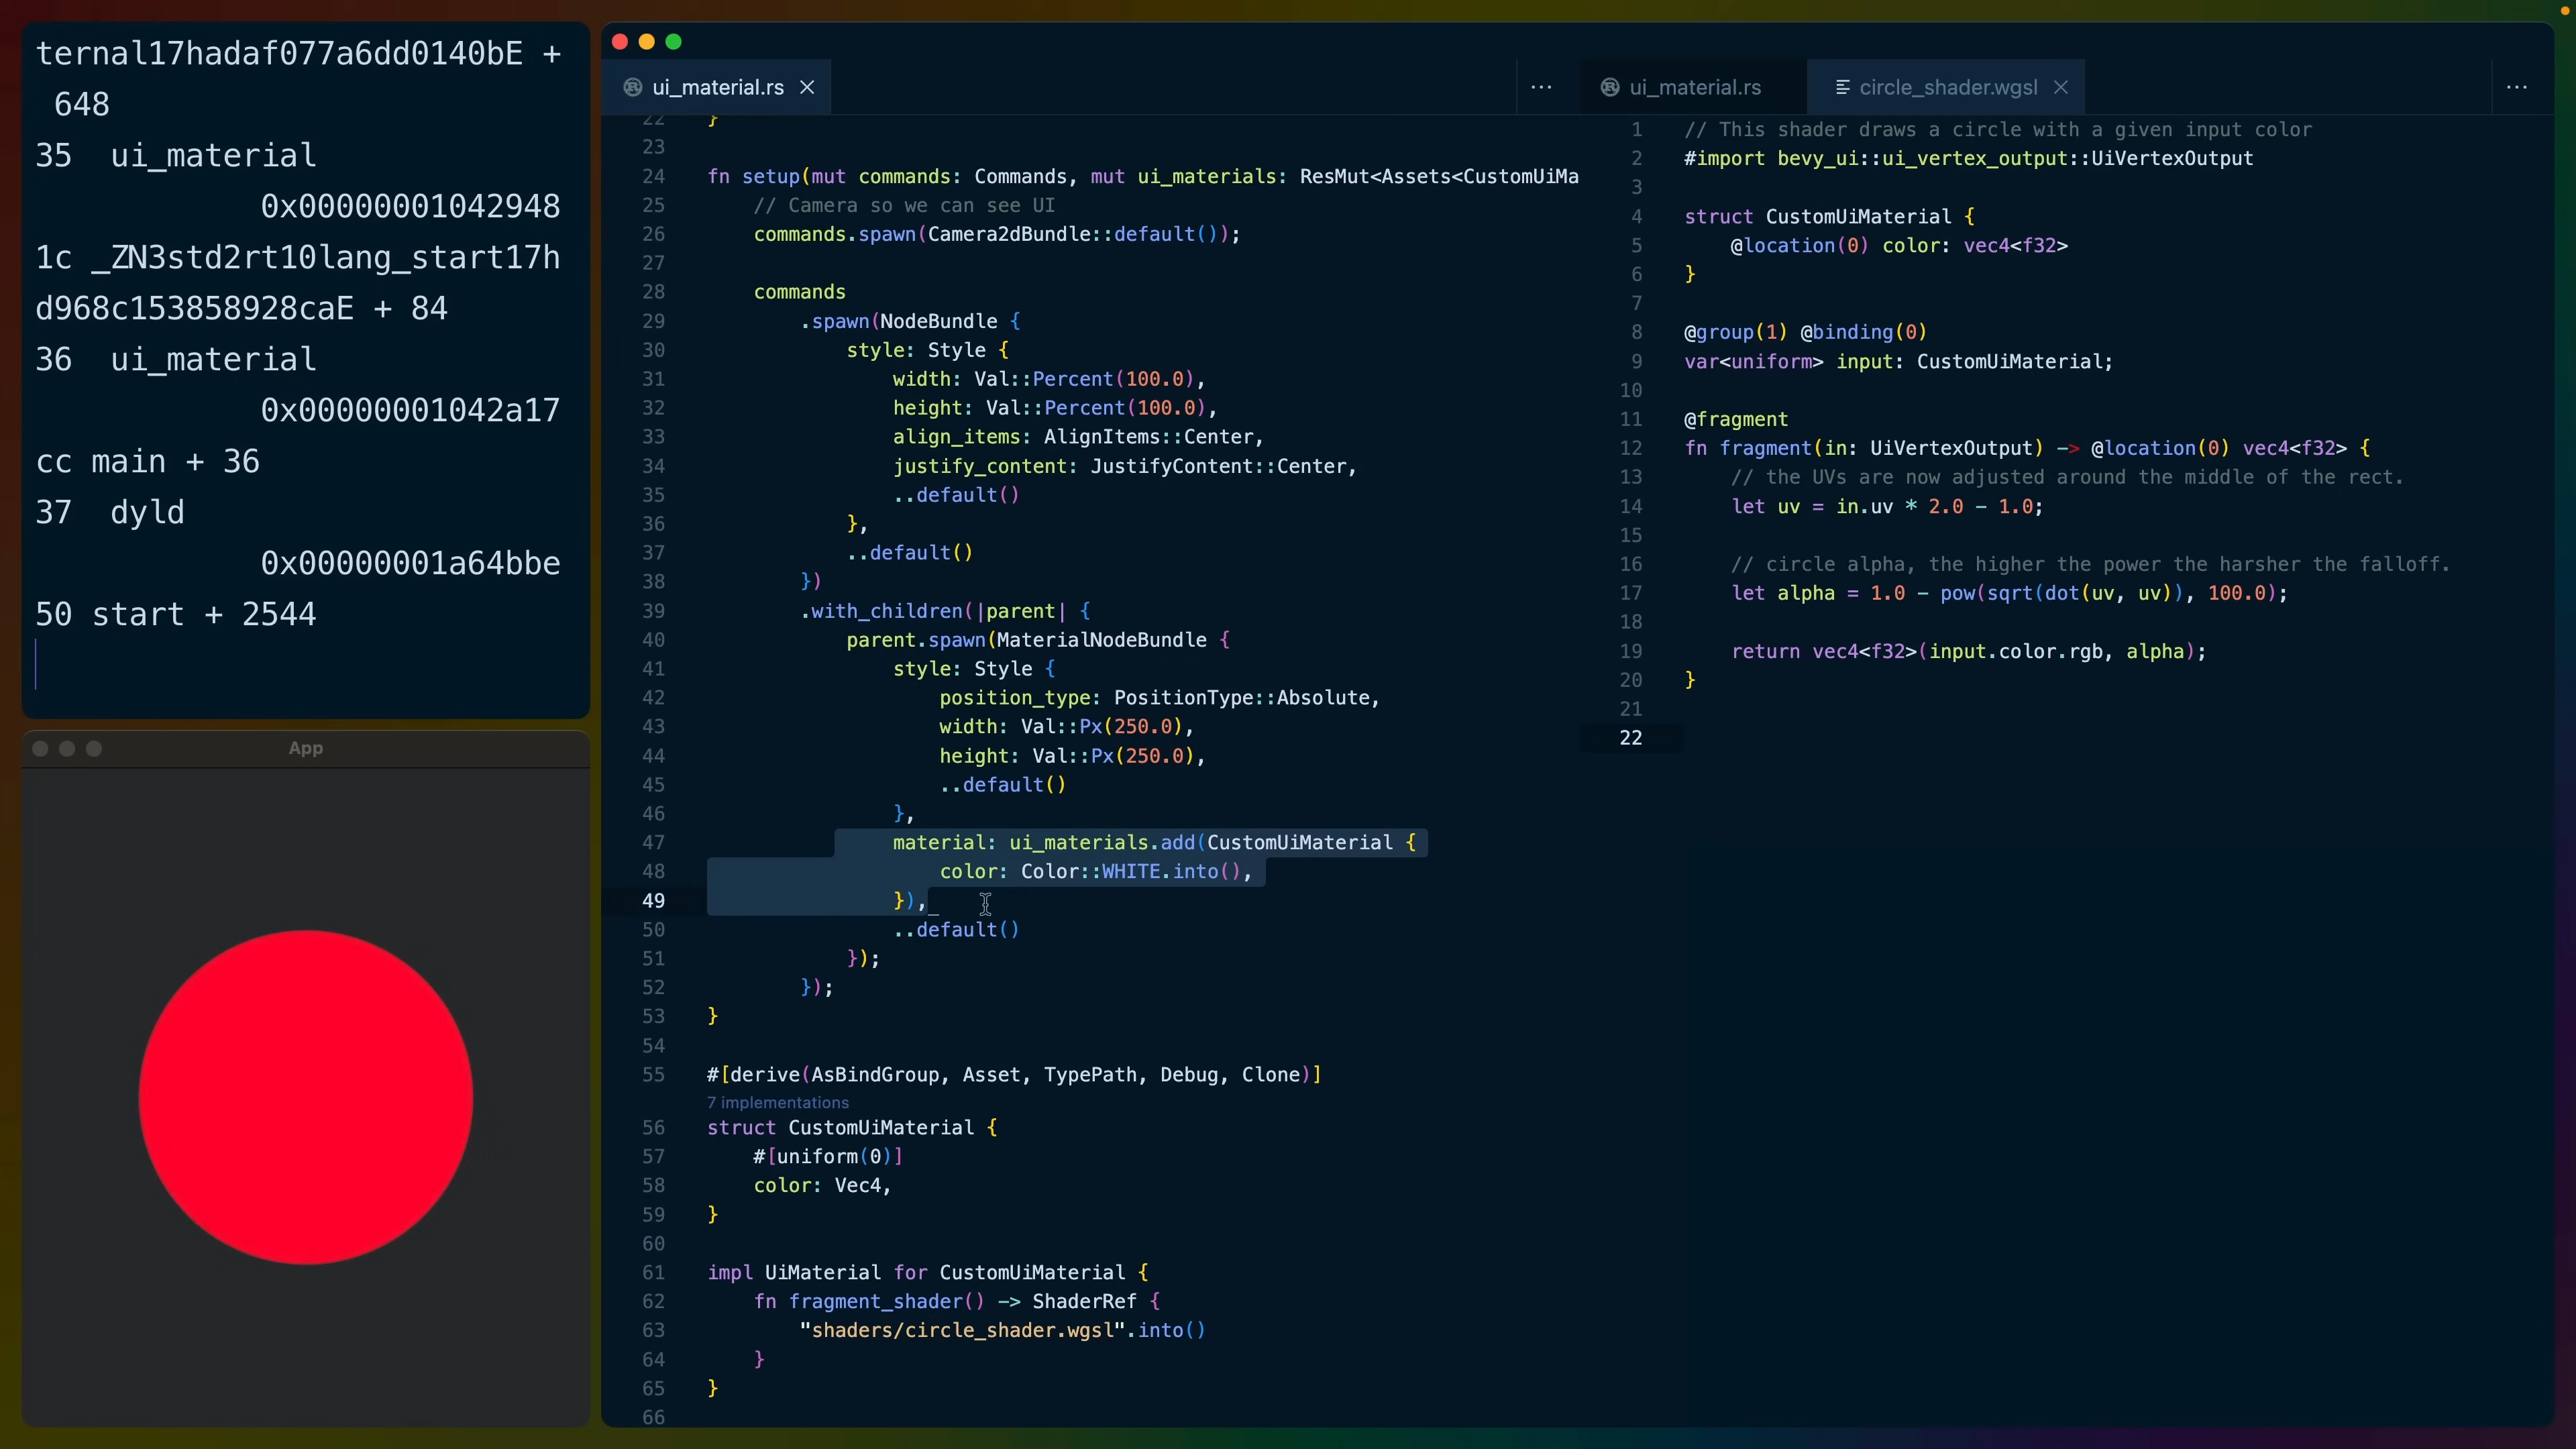 ternal17hadaf077a6dd0140bE +
648
35  ui_material
0x00000001042948
1c _ZN3std2rt10lang_start17h
d968c153858928caE + 84
36  ui_material
0x00000001042a17
cc main + 36
37  dyld
0x00000001a64bbe
50 start + 2544
App
ui_material.rs
22 }
23
24 fn setup(mut commands: Commands, mut ui_materials: ResMut<Assets<CustomUiMa
25     // Camera so we can see UI
26     commands.spawn(Camera2dBundle::default());
27
28     commands
29         .spawn(NodeBundle {
30             style: Style {
31                 width: Val::Percent(100.0),
32                 height: Val::Percent(100.0),
33                 align_items: AlignItems::Center,
34                 justify_content: JustifyContent::Center,
35                 ..default()
36             },
37             ..default()
38         })
39         .with_children(|parent| {
40             parent.spawn(MaterialNodeBundle {
41                 style: Style {
42                     position_type: PositionType::Absolute,
43                     width: Val::Px(250.0),
44                     height: Val::Px(250.0),
45                     ..default()
46                 },
47                 material: ui_materials.add(CustomUiMaterial {
48                     color: Color::WHITE.into(),
49                 }),
50                 ..default()
51             });
52         });
53 }
54
55 #[derive(AsBindGroup, Asset, TypePath, Debug, Clone)]
7 implementations
56 struct CustomUiMaterial {
57     #[uniform(0)]
58     color: Vec4,
59 }
60
61 impl UiMaterial for CustomUiMaterial {
62     fn fragment_shader() -> ShaderRef {
63         "shaders/circle_shader.wgsl".into()
64     }
65 }
66
ui_material.rs
circle_shader.wgsl
1 // This shader draws a circle with a given input color
2 #import bevy_ui::ui_vertex_output::UiVertexOutput
3
4 struct CustomUiMaterial {
5     @location(0) color: vec4<f32>
6 }
7
8 @group(1) @binding(0)
9 var<uniform> input: CustomUiMaterial;
10
11 @fragment
12 fn fragment(in: UiVertexOutput) -> @location(0) vec4<f32> {
13     // the UVs are now adjusted around the middle of the rect.
14     let uv = in.uv * 2.0 - 1.0;
15
16     // circle alpha, the higher the power the harsher the falloff.
17     let alpha = 1.0 - pow(sqrt(dot(uv, uv)), 100.0);
18
19     return vec4<f32>(input.color.rgb, alpha);
20 }
21
22